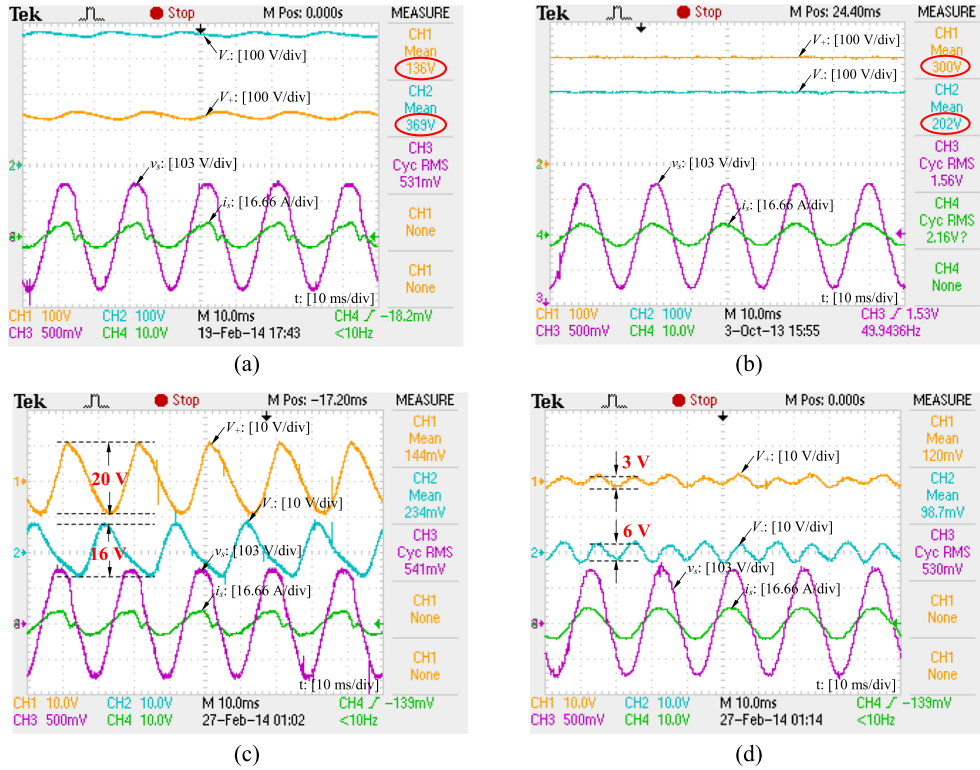 Tek Stop M Pos: 0.000s MEASURE
CH1
Mean
136V
CH2
Mean
369V
CH3
Cyc RMS
531mV
CH1
None
CH1
None
V-: [100 V/div]
V+: [100 V/div]
2
vs: [103 V/div]
is: [16.66 A/div]
t: [10 ms/div]
CH1 100V CH2 100V M 10.0ms CH4 -18.2mV
CH3 500mV CH4 10.0V 19-Feb-14 17:43 <10Hz
(a)
Tek Stop M Pos: 24.40ms MEASURE
CH1
Mean
300V
CH2
Mean
202V
CH3
Cyc RMS
1.56V
CH4
Cyc RMS
2.16V?
CH4
None
V+: [100 V/div]
V-: [100 V/div]
2
vs: [103 V/div]
is: [16.66 A/div]
4
3
t: [10 ms/div]
CH1 100V CH2 100V M 10.0ms CH3 1.53V
CH3 500mV CH4 10.0V 3-Oct-13 15:55 49.9436Hz
(b)
Tek Stop M Pos: -17.20ms MEASURE
CH1
Mean
144mV
CH2
Mean
234mV
CH3
Cyc RMS
541mV
CH1
None
CH1
None
V+: [10 V/div]
1
20 V
V-: [10 V/div]
2
16 V
vs: [103 V/div]
is: [16.66 A/div]
t: [10 ms/div]
CH1 10.0V CH2 10.0V M 10.0ms CH4 -139mV
CH3 500mV CH4 10.0V 27-Feb-14 01:02 <10Hz
(c)
Tek Stop M Pos: 0.000s MEASURE
CH1
Mean
120mV
CH2
Mean
98.7mV
CH3
Cyc RMS
530mV
CH1
None
CH1
None
3 V
V+: [10 V/div]
1
6 V
V-: [10 V/div]
2
vs: [103 V/div]
is: [16.66 A/div]
t: [10 ms/div]
CH1 10.0V CH2 10.0V M 10.0ms CH4 -139mV
CH3 500mV CH4 10.0V 27-Feb-14 01:14 <10Hz
(d)